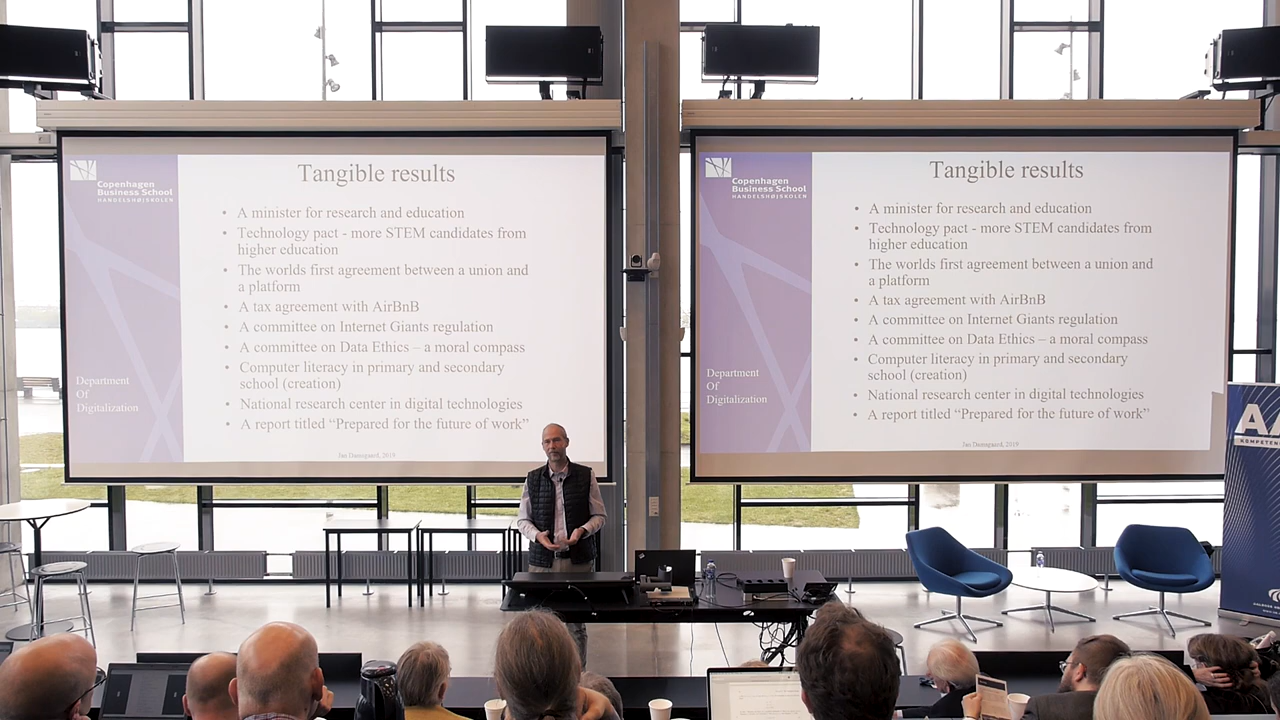 Tangible results
Copenhagen
Business School
HANDELSHØJSKOLEN
• A minister for research and education
• Technology pact - more STEM candidates from
higher education
• The worlds first agreement between a union and
a platform
• A tax agreement with AirBnB
• A committee on Internet Giants regulation
• A committee on Data Ethics – a moral compass
• Computer literacy in primary and secondary
school (creation)
• National research center in digital technologies
• A report titled “Prepared for the future of work”
Department
Of
Digitalization
Jan Damsgaard, 2019
Tangible results
Copenhagen
Business School
HANDELSHØJSKOLEN
• A minister for research and education
• Technology pact - more STEM candidates from
higher education
• The worlds first agreement between a union and
a platform
• A tax agreement with AirBnB
• A committee on Internet Giants regulation
• A committee on Data Ethics – a moral compass
• Computer literacy in primary and secondary
school (creation)
• National research center in digital technologies
• A report titled “Prepared for the future of work”
Department
Of
Digitalization
Jan Damsgaard, 2019